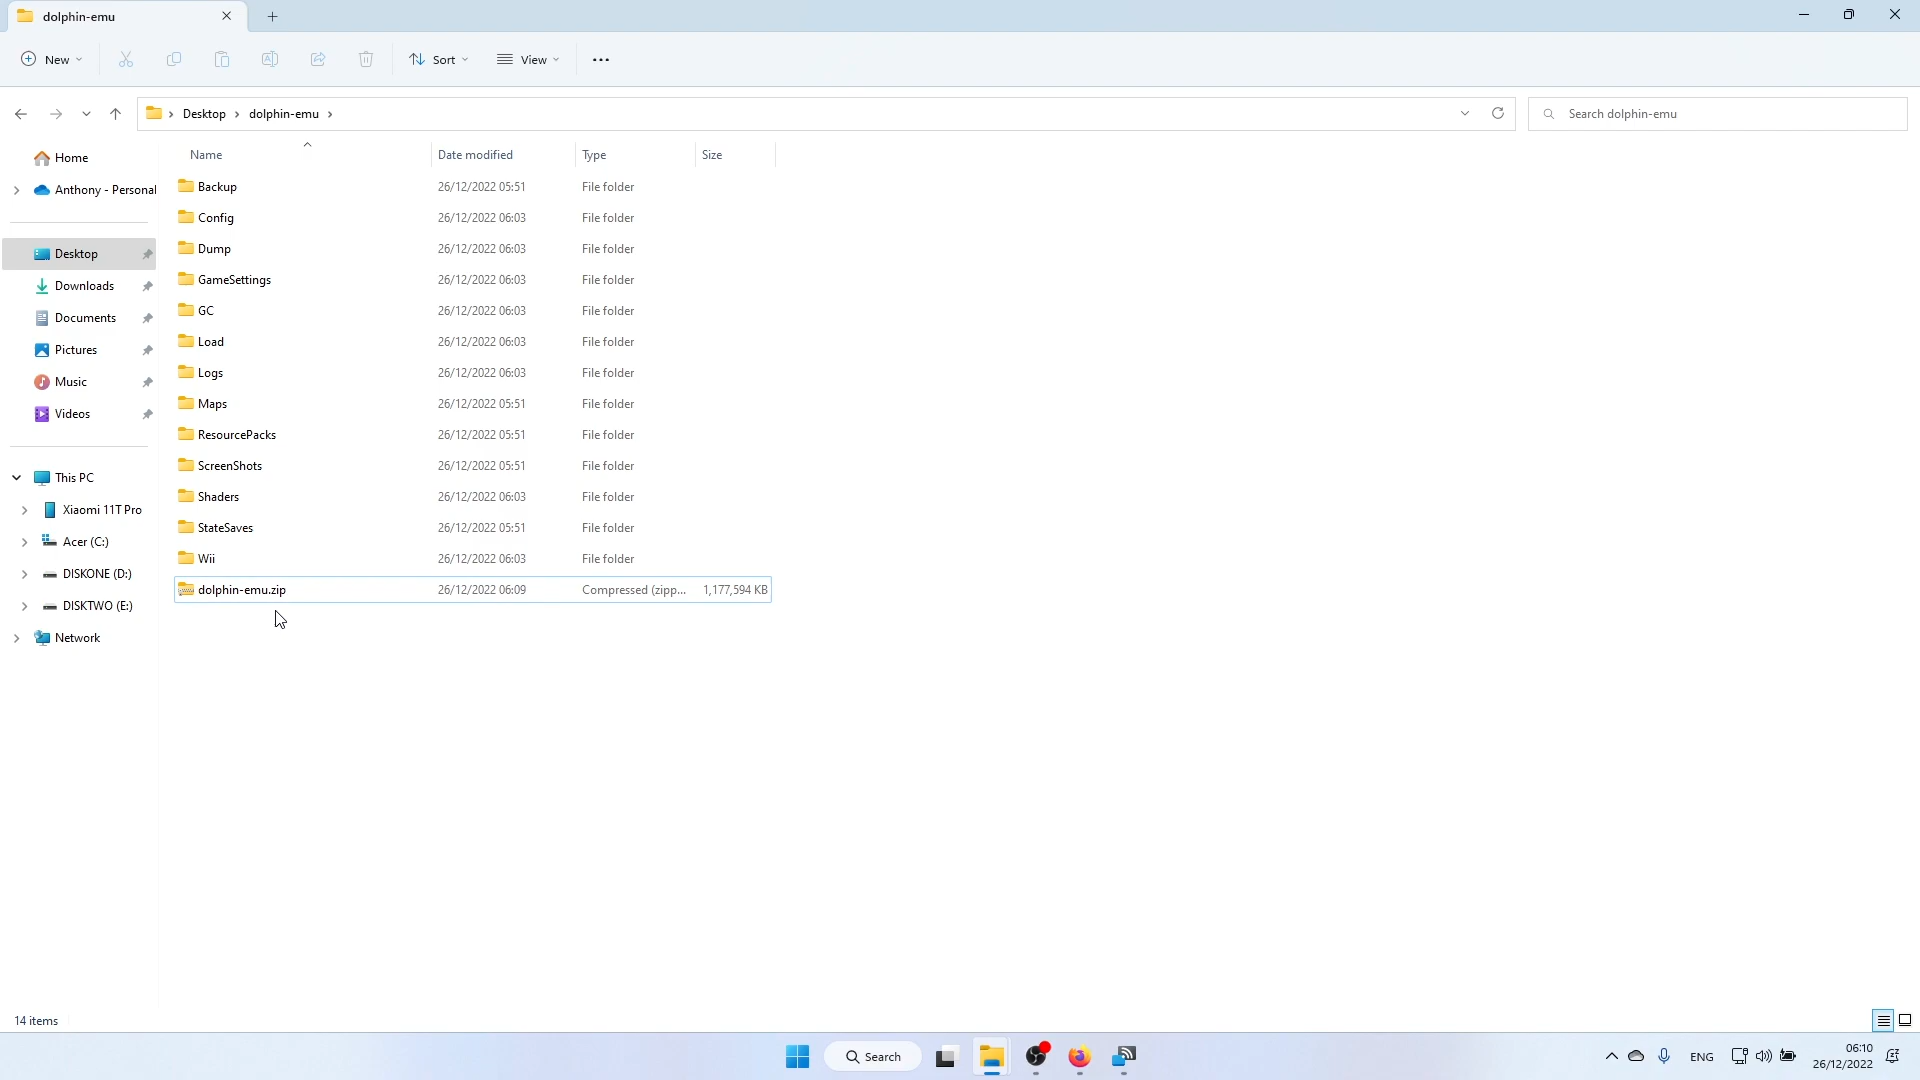 dolphin-emu
New
Sort
View
Desktop
dolphin-emu
Search dolphin-emu
Home
Anthony - Personal
Desktop
Downloads
Documents
Pictures
Music
Videos
This PC
Xiaomi 11T Pro
Acer (C:)
DISKONE (D:)
DISKTWO (E:)
Network
Name Date modified Type Size
Backup 26/12/2022 05:51 File folder
Config 26/12/2022 06:03 File folder
Dump 26/12/2022 06:03 File folder
GameSettings 26/12/2022 06:03 File folder
GC 26/12/2022 06:03 File folder
Load 26/12/2022 06:03 File folder
Logs 26/12/2022 06:03 File folder
Maps 26/12/2022 05:51 File folder
ResourcePacks 26/12/2022 05:51 File folder
ScreenShots 26/12/2022 05:51 File folder
Shaders 26/12/2022 06:03 File folder
StateSaves 26/12/2022 05:51 File folder
Wii 26/12/2022 06:03 File folder
dolphin-emu.zip 26/12/2022 06:09 Compressed (zipp... 1,177,594 KB
14 items
Search
ENG
06:10
26/12/2022